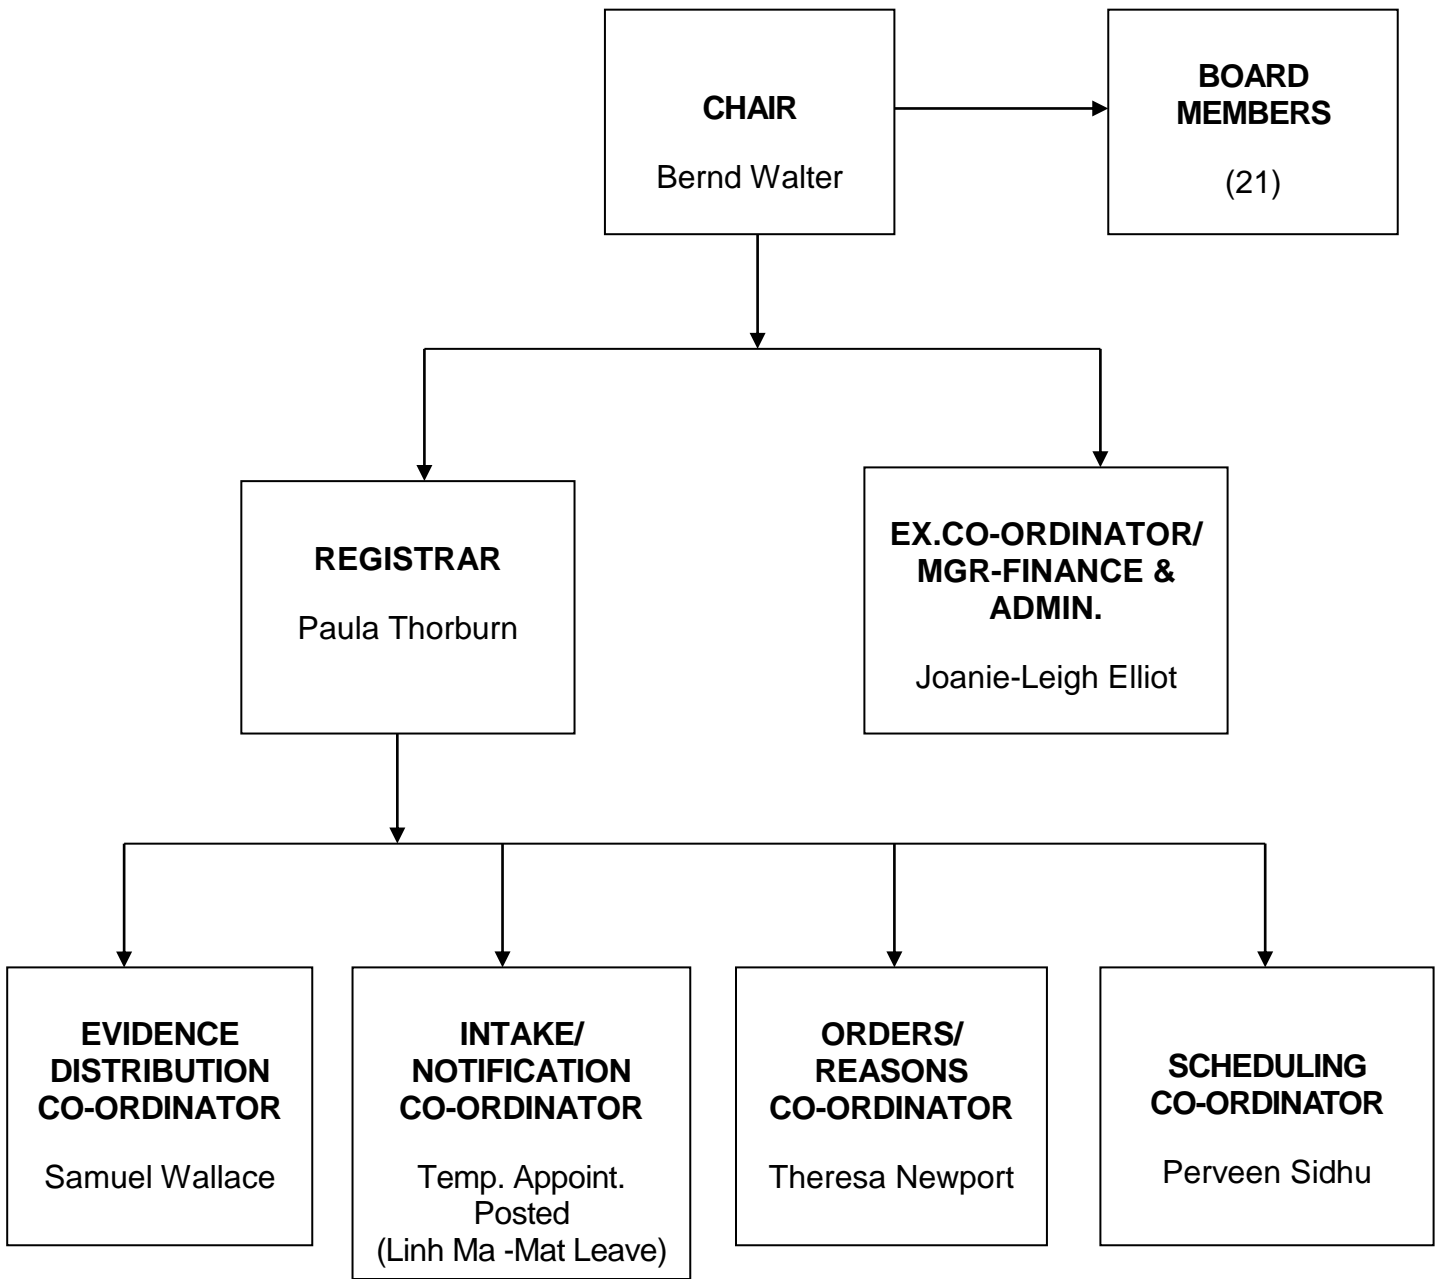 CHAIR
Bernd Walter
BOARD
MEMBERS
(21)
REGISTRAR
Paula Thorburn
EX.CO-ORDINATOR/
MGR-FINANCE &
ADMIN.
Joanie-Leigh Elliot
EVIDENCE
DISTRIBUTION
CO-ORDINATOR
Samuel Wallace
INTAKE/
NOTIFICATION
CO-ORDINATOR
Temp. Appoint.
Posted
(Linh Ma -Mat Leave)
ORDERS/
REASONS
CO-ORDINATOR
Theresa Newport
SCHEDULING
CO-ORDINATOR
Perveen Sidhu